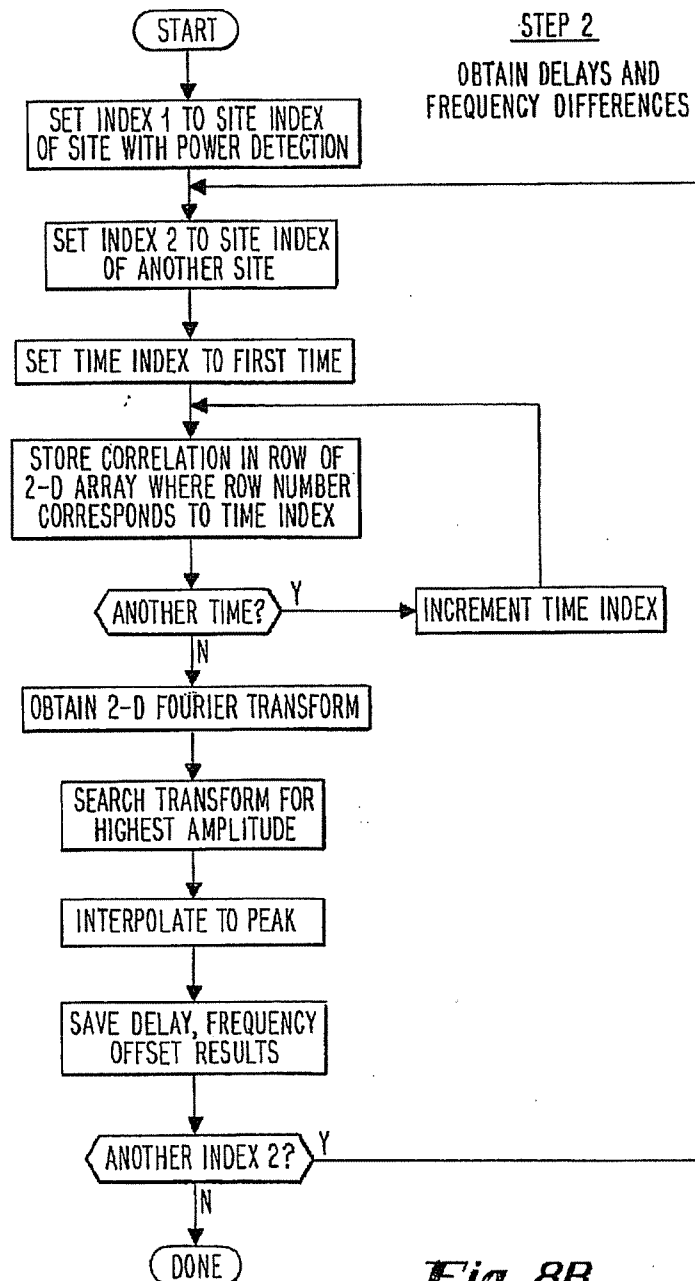 START
STEP 2
OBTAIN DELAYS AND
FREQUENCY DIFFERENCES
SET INDEX 1 TO SITE INDEX
OF SITE WITH POWER DETECTION
SET INDEX 2 TO SITE INDEX
OF ANOTHER SITE
SET TIME INDEX TO FIRST TIME
STORE CORRELATION IN ROW OF
2-D ARRAY WHERE ROW NUMBER
CORRESPONDS TO TIME INDEX
ANOTHER TIME?
Y
INCREMENT TIME INDEX
N
OBTAIN 2-D FOURIER TRANSFORM
SEARCH TRANSFORM FOR
HIGHEST AMPLITUDE
INTERPOLATE TO PEAK
SAVE DELAY, FREQUENCY
OFFSET RESULTS
ANOTHER INDEX 2?
Y
N
DONE
Fig. 8B